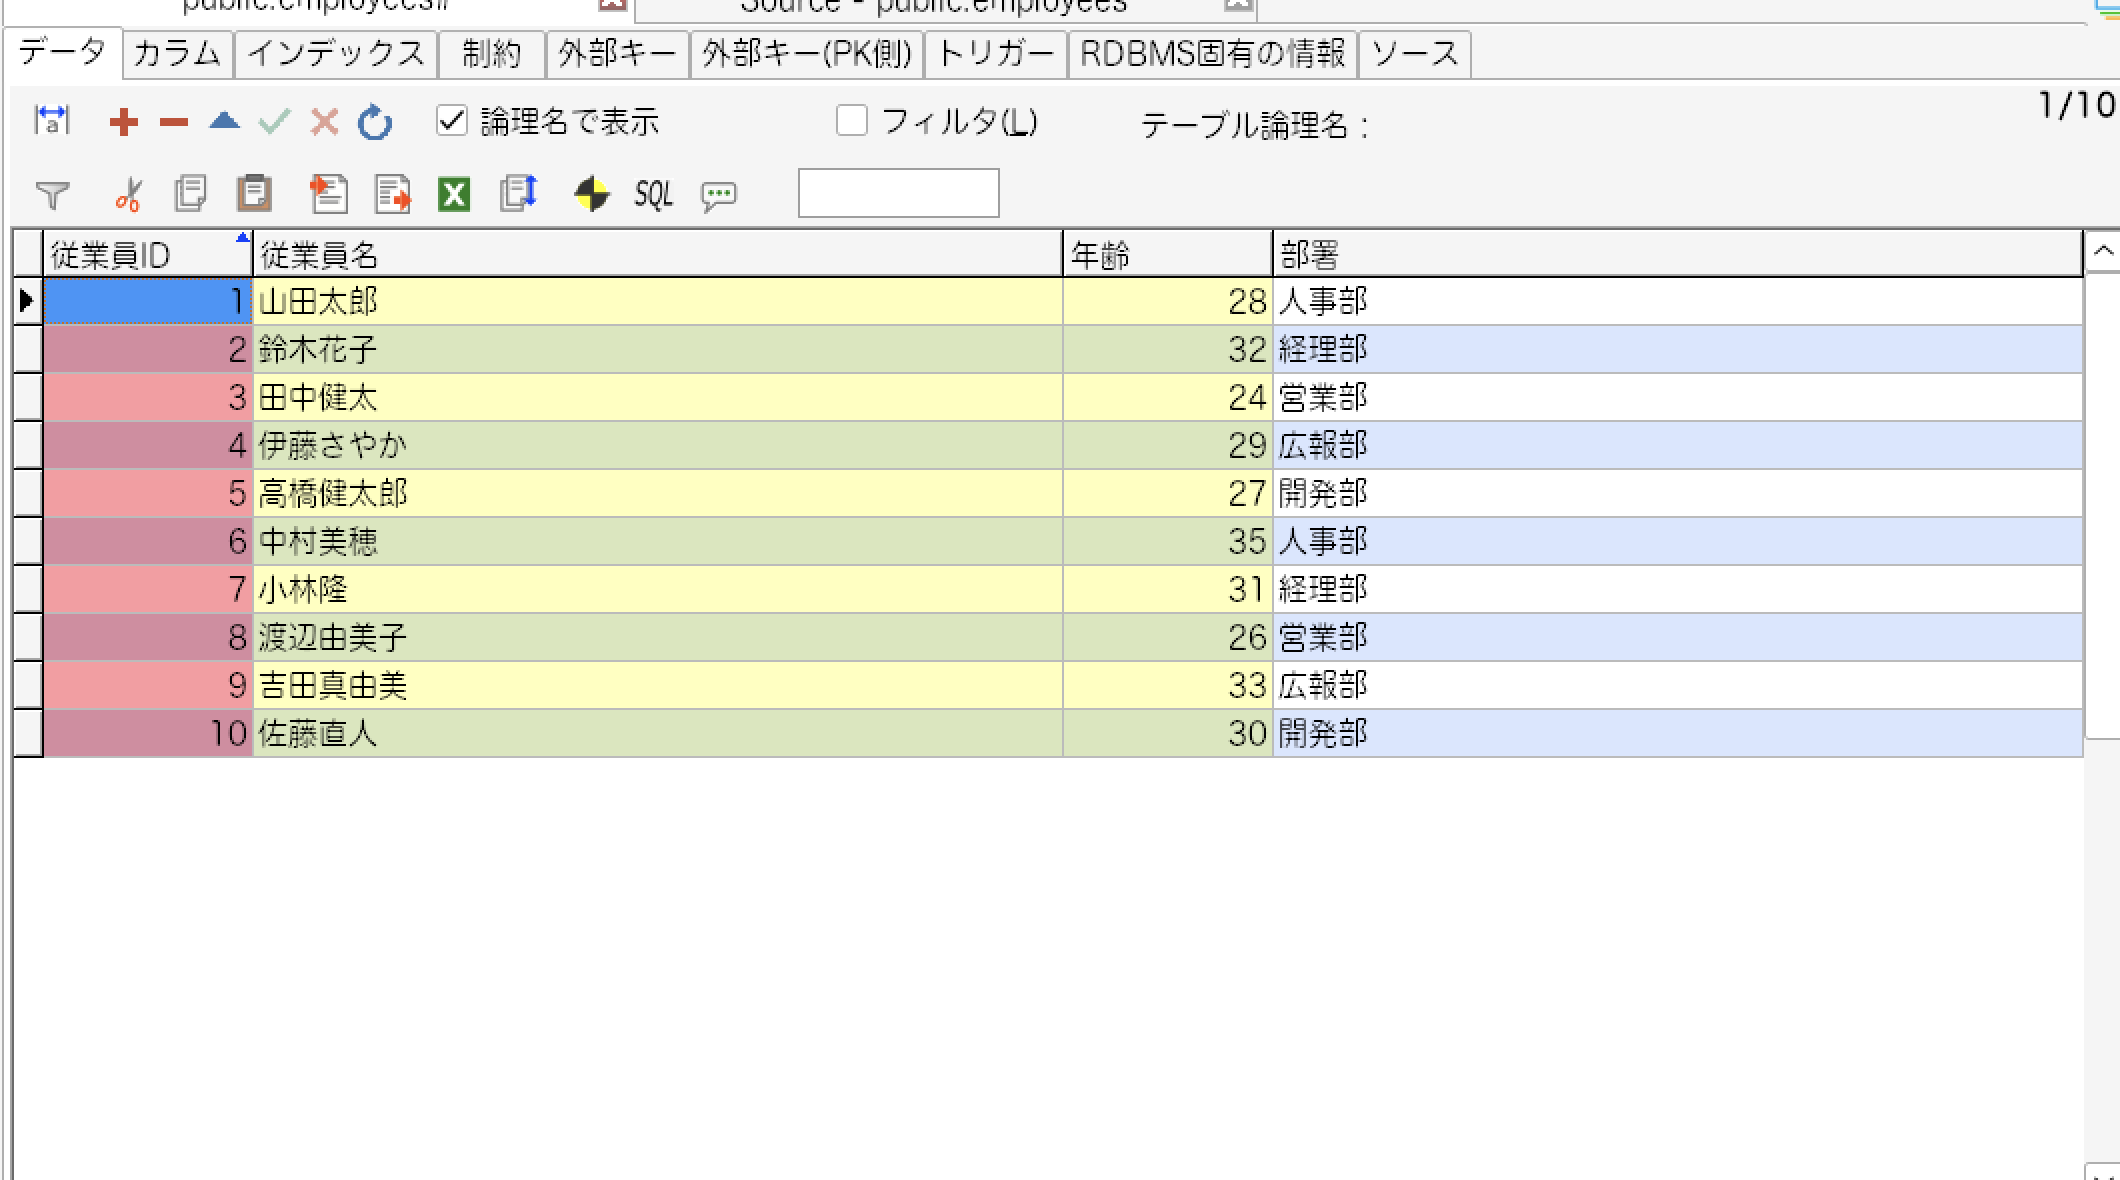 public.employees#
Source - public.employees
データ カラム インデックス 制約 外部キー 外部キー(PK側) トリガー RDBMS固有の情報 ソース
a 論理名で表示 フィルタ(L) テーブル論理名： 1/10
SQL
従業員ID 従業員名 年齢 部署
1 山田太郎 28 人事部
2 鈴木花子 32 経理部
3 田中健太 24 営業部
4 伊藤さやか 29 広報部
5 高橋健太郎 27 開発部
6 中村美穂 35 人事部
7 小林隆 31 経理部
8 渡辺由美子 26 営業部
9 吉田真由美 33 広報部
10 佐藤直人 30 開発部